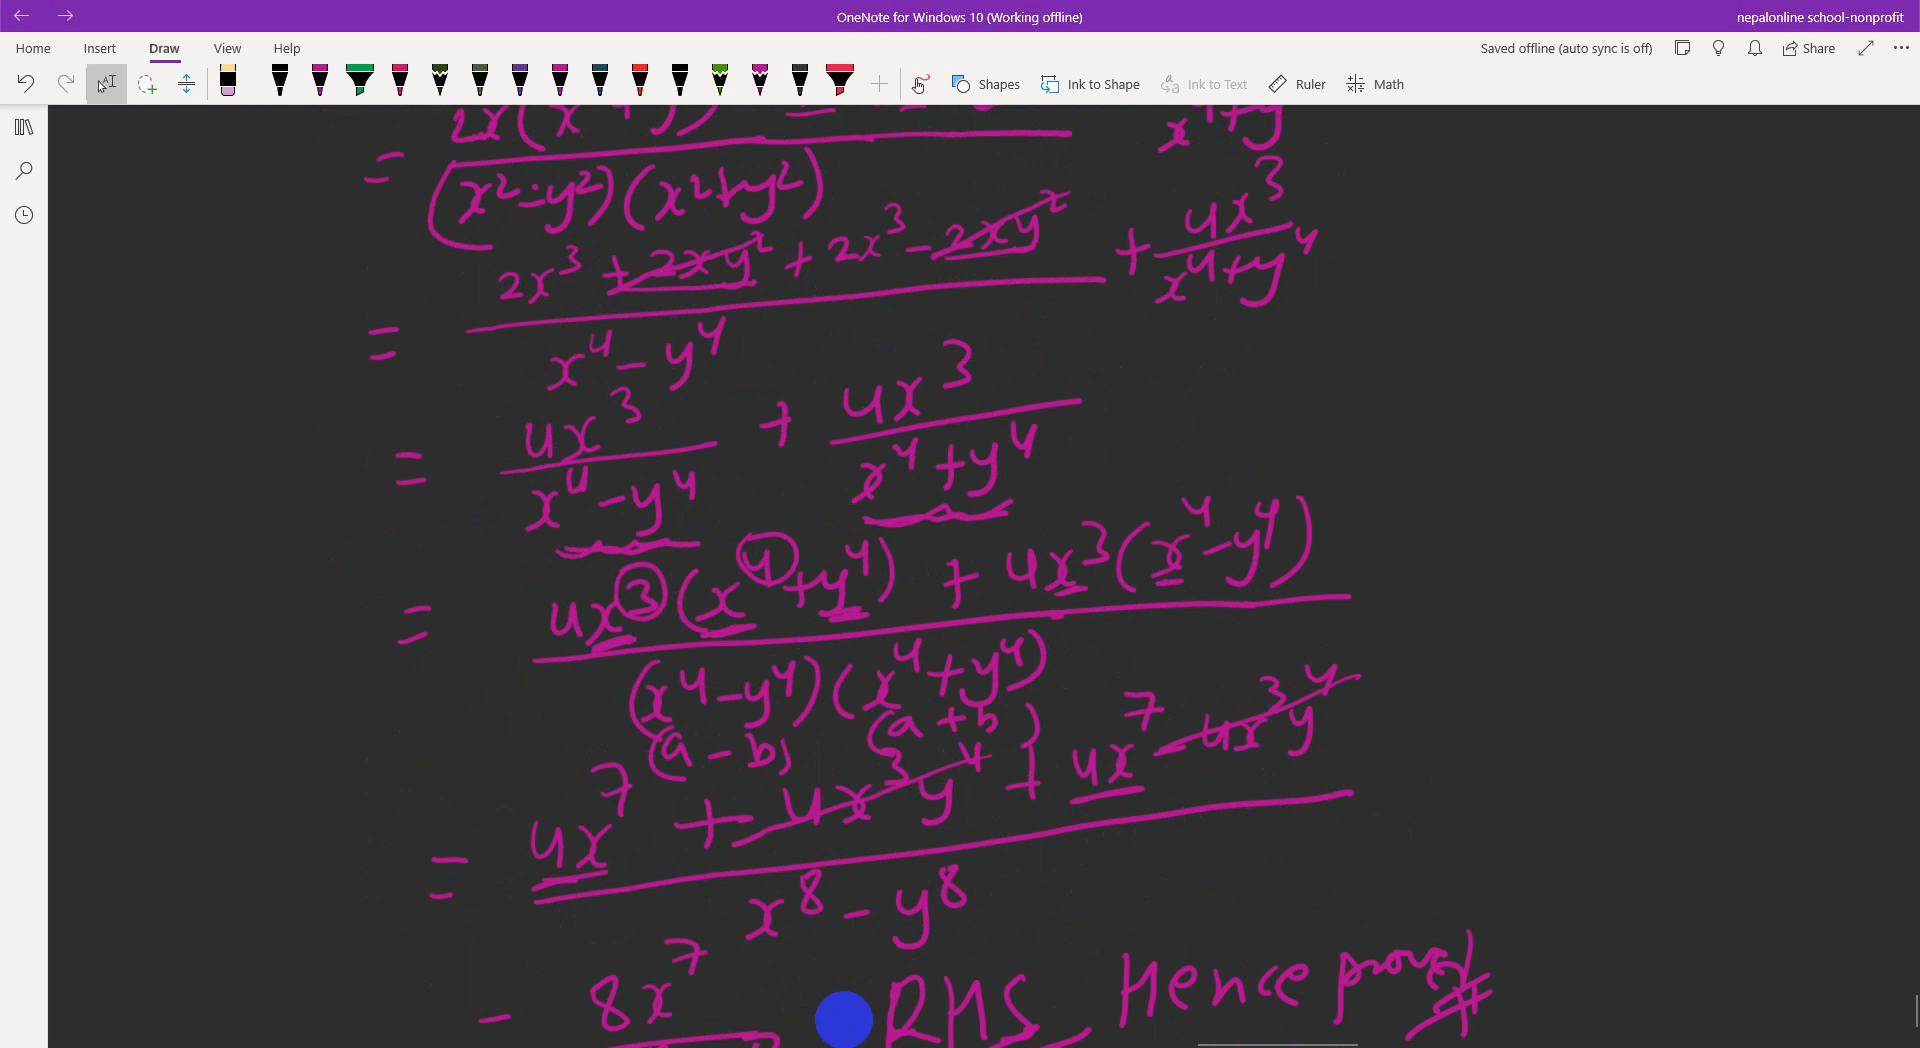 OneNote for Windows 10 (Working offline)
nepalonline school-nonprofit
Home Insert Draw View Help
Saved offline (auto sync is off) Share
Shapes Ink to Shape Ink to Text Ruler Math
= (x²-y²)(x²+y²)
2x³ + 2xy² + 2x³ - 2xy² + 4x³
= x⁴ - y⁴ x⁴+y⁴
= 4x³ + 4x³
x⁴ - y⁴ x⁴+y⁴
= 4x³(x⁴+y⁴) + 4x³(x⁴-y⁴)
(x⁴-y⁴)(x⁴+y⁴)
(a - b) (a + b)
= 4x⁷ + 4x³y⁴ + 4x⁷ - 4x³y⁴
x⁸ - y⁸
8x⁷ RHS Hence proved